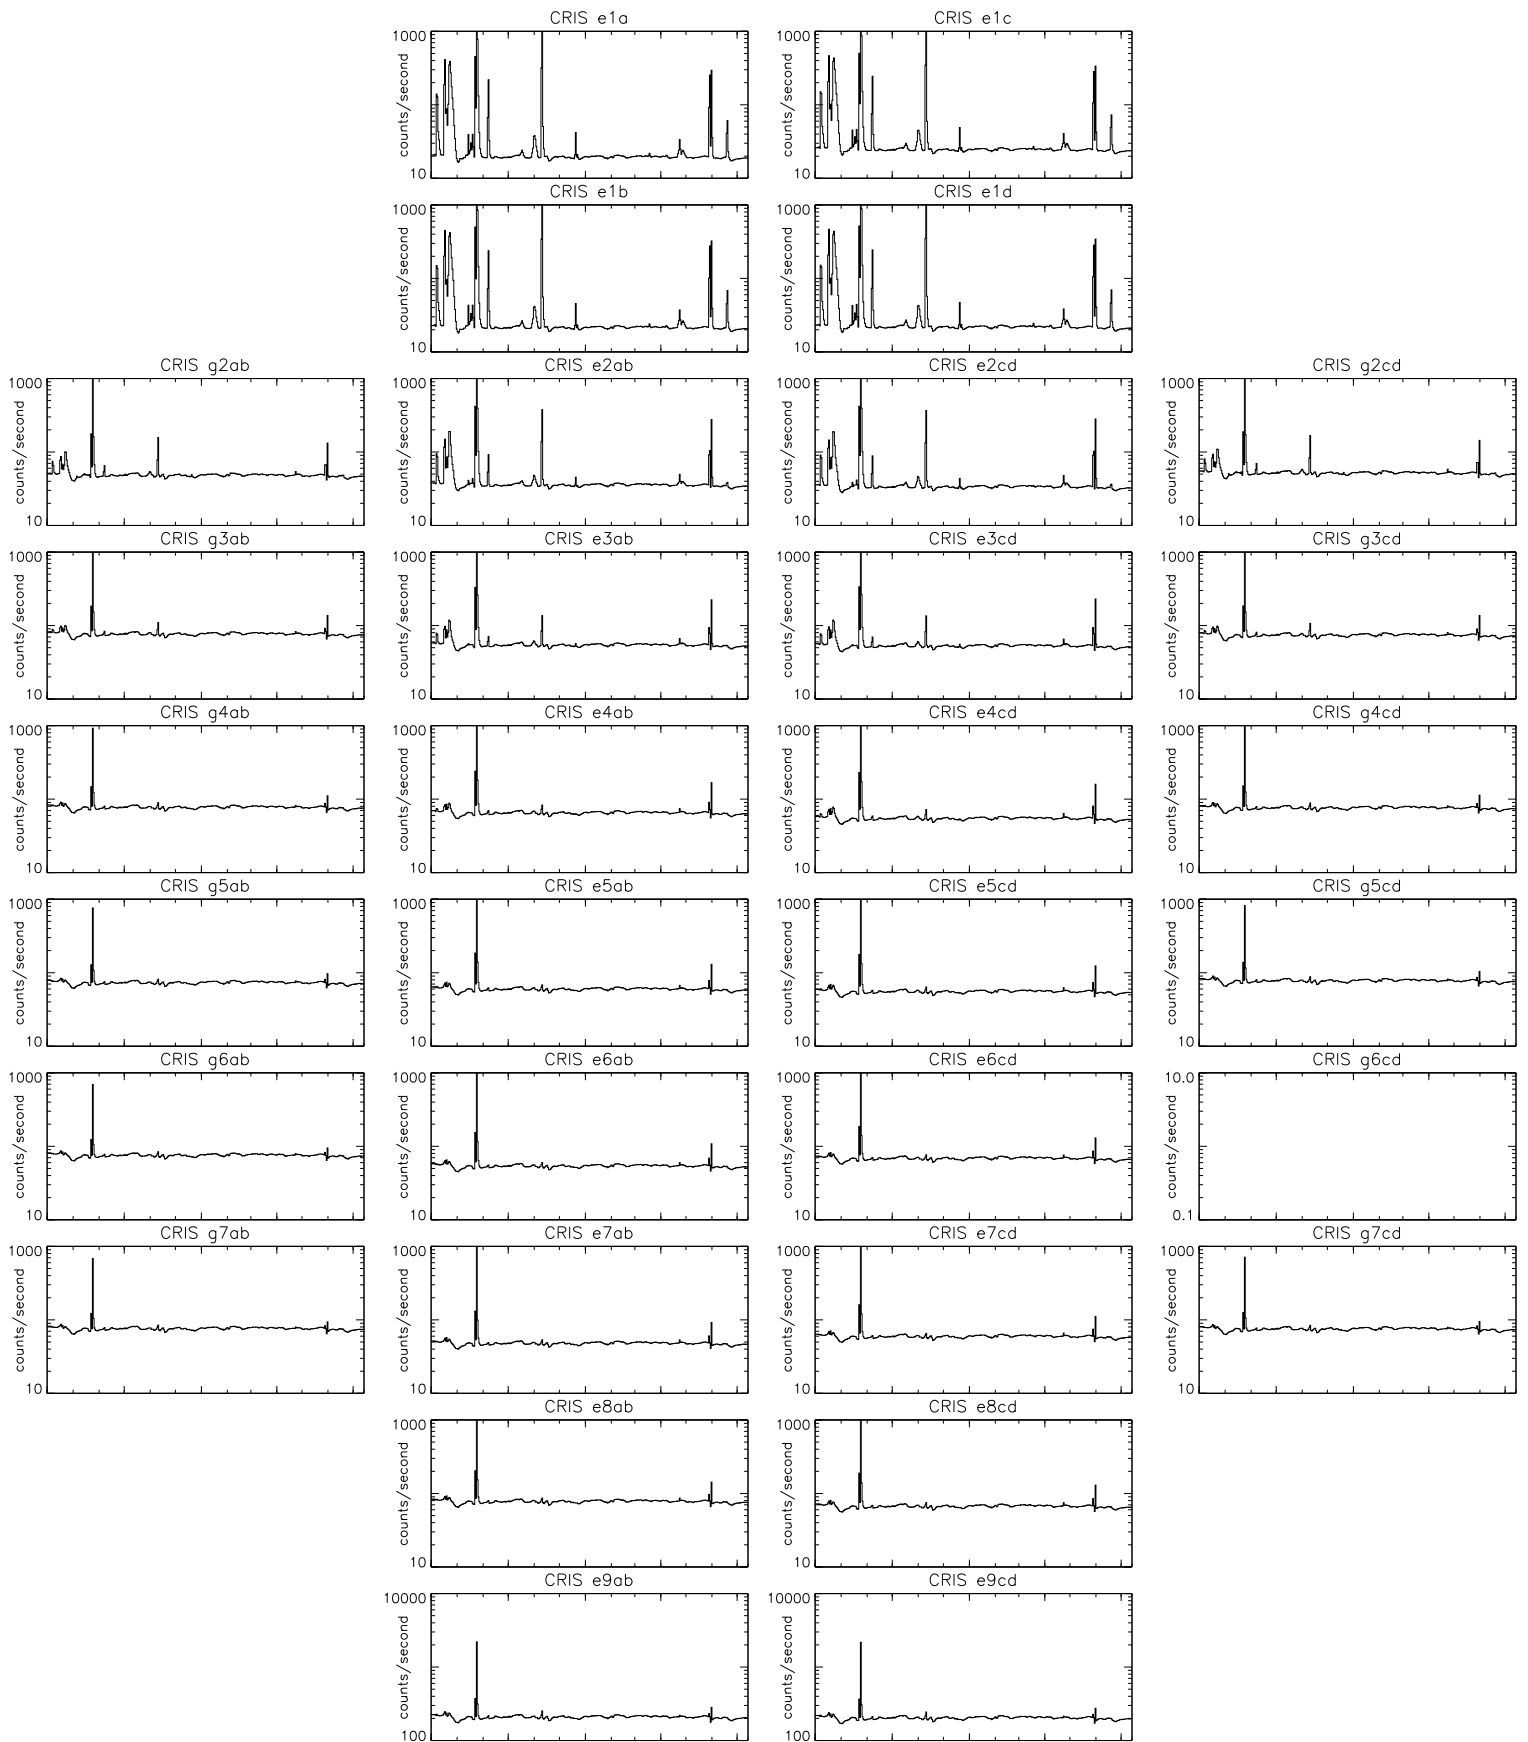 CRIS e1a
CRIS e1c
1000
counts/second
10
1000
counts/second
10
CRIS e1b
CRIS e1d
1000
counts/second
10
1000
counts/second
10
CRIS g2ab
CRIS e2ab
CRIS e2cd
CRIS g2cd
1000
counts/second
10
1000
counts/second
10
1000
counts/second
10
1000
counts/second
10
CRIS g3ab
CRIS e3ab
CRIS e3cd
CRIS g3cd
1000
counts/second
10
1000
counts/second
10
1000
counts/second
10
1000
counts/second
10
CRIS g4ab
CRIS e4ab
CRIS e4cd
CRIS g4cd
1000
counts/second
10
1000
counts/second
10
1000
counts/second
10
1000
counts/second
10
CRIS g5ab
CRIS e5ab
CRIS e5cd
CRIS g5cd
1000
counts/second
10
1000
counts/second
10
1000
counts/second
10
1000
counts/second
10
CRIS g6ab
CRIS e6ab
CRIS e6cd
CRIS g6cd
1000
counts/second
10
1000
counts/second
10
1000
counts/second
10
10.0
counts/second
0.1
CRIS g7ab
CRIS e7ab
CRIS e7cd
CRIS g7cd
1000
counts/second
10
1000
counts/second
10
1000
counts/second
10
1000
counts/second
10
CRIS e8ab
CRIS e8cd
1000
counts/second
10
1000
counts/second
10
CRIS e9ab
CRIS e9cd
10000
counts/second
100
10000
counts/second
100